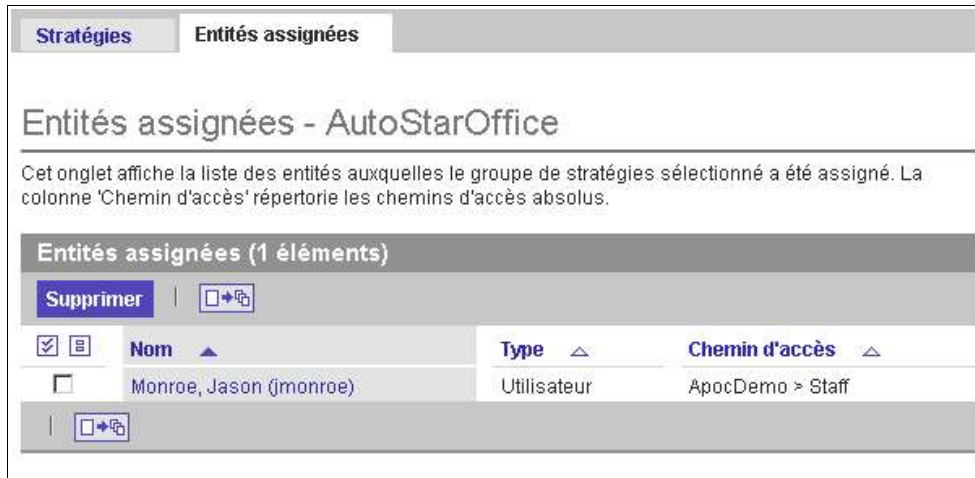 Stratégies Entités assignées
Entités assignées - AutoStarOffice
Cet onglet affiche la liste des entités auxquelles le groupe de stratégies sélectionné a été assigné. La
colonne 'Chemin d'accès' répertorie les chemins d'accès absolus.
Entités assignées (1 éléments)
Supprimer
Nom Type Chemin d'accès
Monroe, Jason (jmonroe) Utilisateur ApocDemo > Staff